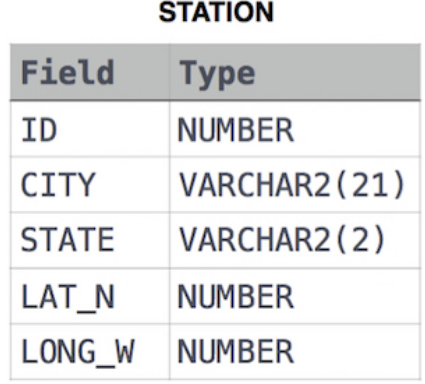 STATION
Field Type
ID NUMBER
CITY VARCHAR2(21)
STATE VARCHAR2(2)
LAT_N NUMBER
LONG_W NUMBER